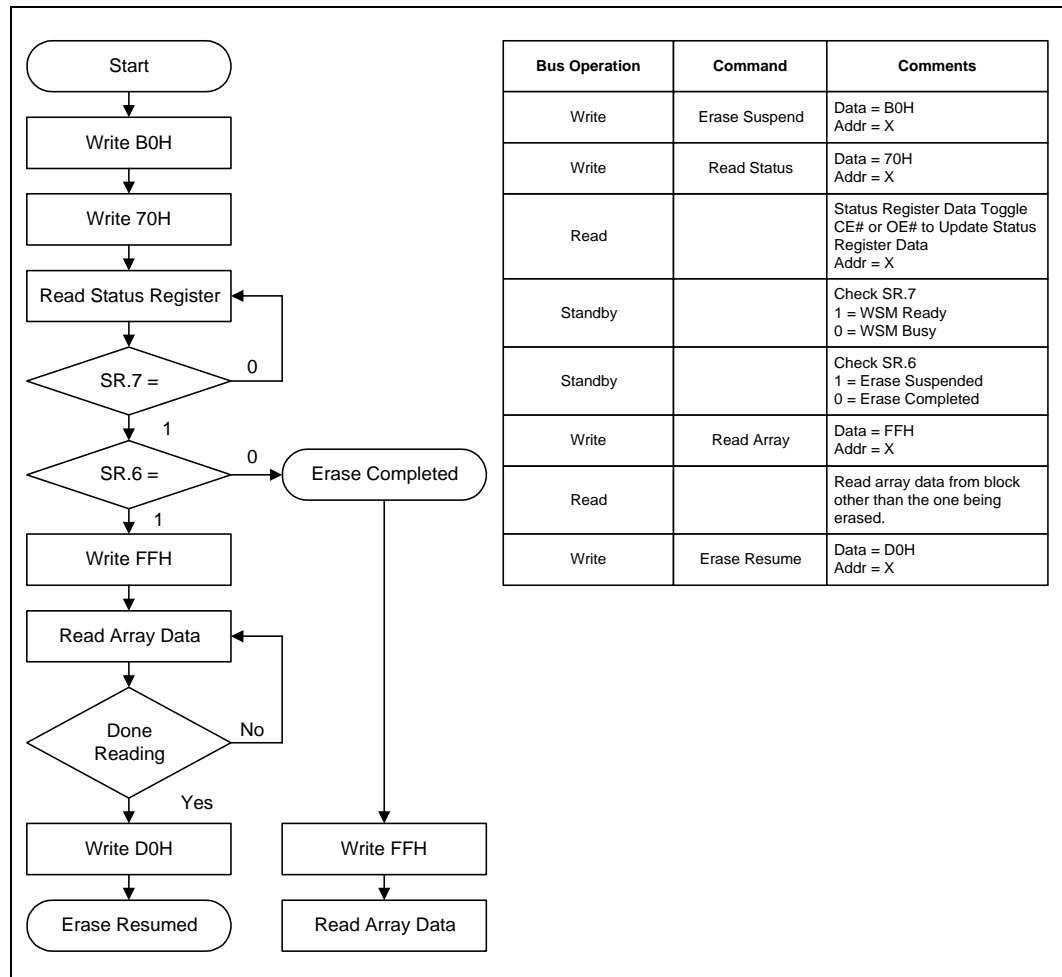 Start
Write B0H
Write 70H
Read Status Register
SR.7 =
0
1
SR.6 =
0
Erase Completed
1
Write FFH
Read Array Data
Done
Reading
No
Yes
Write D0H
Write FFH
Erase Resumed
Read Array Data
Bus Operation
Command
Comments
Write
Erase Suspend
Data = B0H
Addr = X
Write
Read Status
Data = 70H
Addr = X
Read
Status Register Data Toggle
CE# or OE# to Update Status
Register Data
Addr = X
Standby
Check SR.7
1 = WSM Ready
0 = WSM Busy
Standby
Check SR.6
1 = Erase Suspended
0 = Erase Completed
Write
Read Array
Data = FFH
Addr = X
Read
Read array data from block
other than the one being
erased.
Write
Erase Resume
Data = D0H
Addr = X